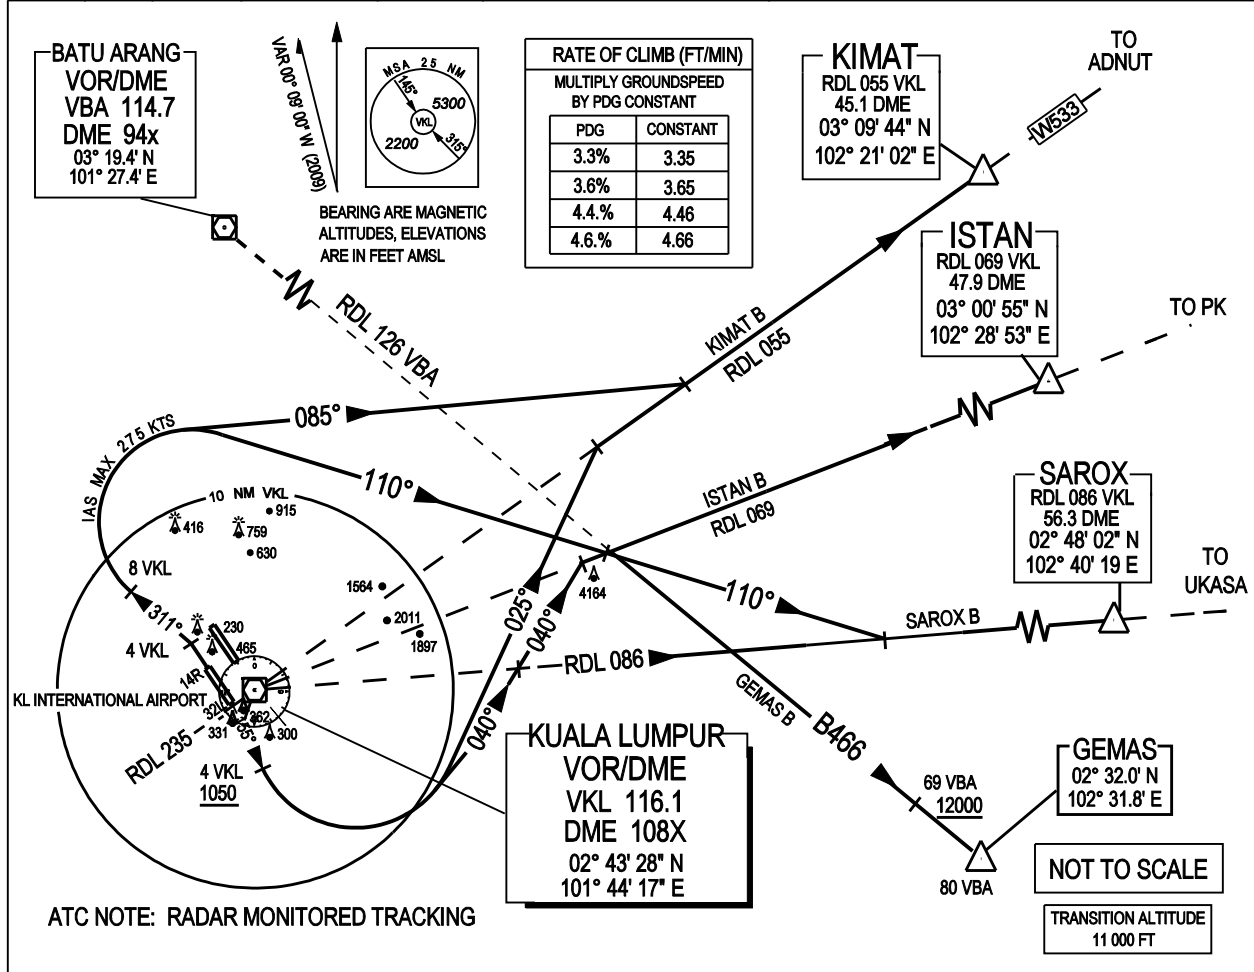 BATU ARANG
VOR/DME
VBA 114.7
DME 94x
03° 19.4' N
101° 27.4' E
VAR 00° 09' 00" W (2009)
MSA 25 NM
145°
5300
VKL
2200
315°
BEARING ARE MAGNETIC
ALTITUDES, ELEVATIONS
ARE IN FEET AMSL
RATE OF CLIMB (FT/MIN)
MULTIPLY GROUNDSPEED
BY PDG CONSTANT
PDG CONSTANT
3.3% 3.35
3.6% 3.65
4.4.% 4.46
4.6.% 4.66
KIMAT
RDL 055 VKL
45.1 DME
03° 09' 44" N
102° 21' 02" E
TO
ADNUT
W533
ISTAN
RDL 069 VKL
47.9 DME
03° 00' 55" N
102° 28' 53" E
TO PK
RDL 126 VBA
KIMAT B
RDL 055
085°
IAS MAX 275 KTS
110°
ISTAN B
RDL 069
SAROX
RDL 086 VKL
56.3 DME
02° 48' 02" N
102° 40' 19 E
TO
UKASA
10 NM VKL
915
416
759
630
8 VKL
1564
2011
1897
4164
311°
025°
040°
110°
SAROX B
4 VKL
230
465
RDL 086
14R
KL INTERNATIONAL AIRPORT
0
32L
362
331
300
RDL 235
040°
GEMAS B
B466
4 VKL
1050
KUALA LUMPUR
VOR/DME
VKL 116.1
DME 108X
02° 43' 28" N
101° 44' 17" E
GEMAS
02° 32.0' N
102° 31.8' E
69 VBA
12000
80 VBA
NOT TO SCALE
ATC NOTE: RADAR MONITORED TRACKING
TRANSITION ALTITUDE
11 000 FT